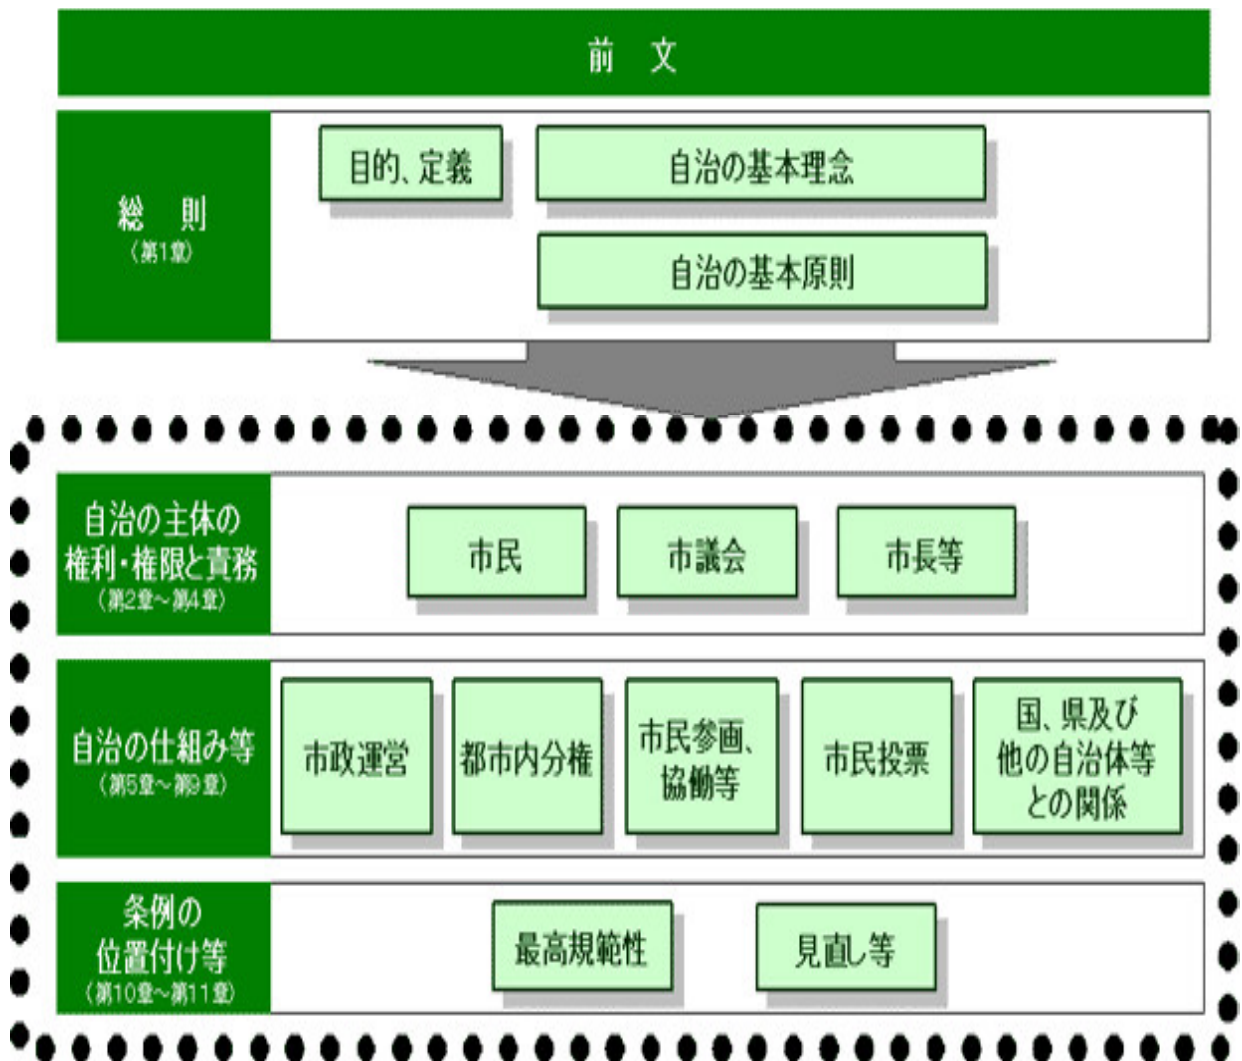 前 文
総 則
(第1章)
目的、定義
自治の基本理念
自治の基本原則
自治の主体の
権利・権限と責務
(第2章～第4章)
市民
市議会
市長等
自治の仕組み等
(第5章～第9章)
市政運営
都市内分権
市民参画、
協働等
市民投票
国、県及び
他の自治体等
との関係
条例の
位置付け等
(第10章～第11章)
最高規範性
見直し等